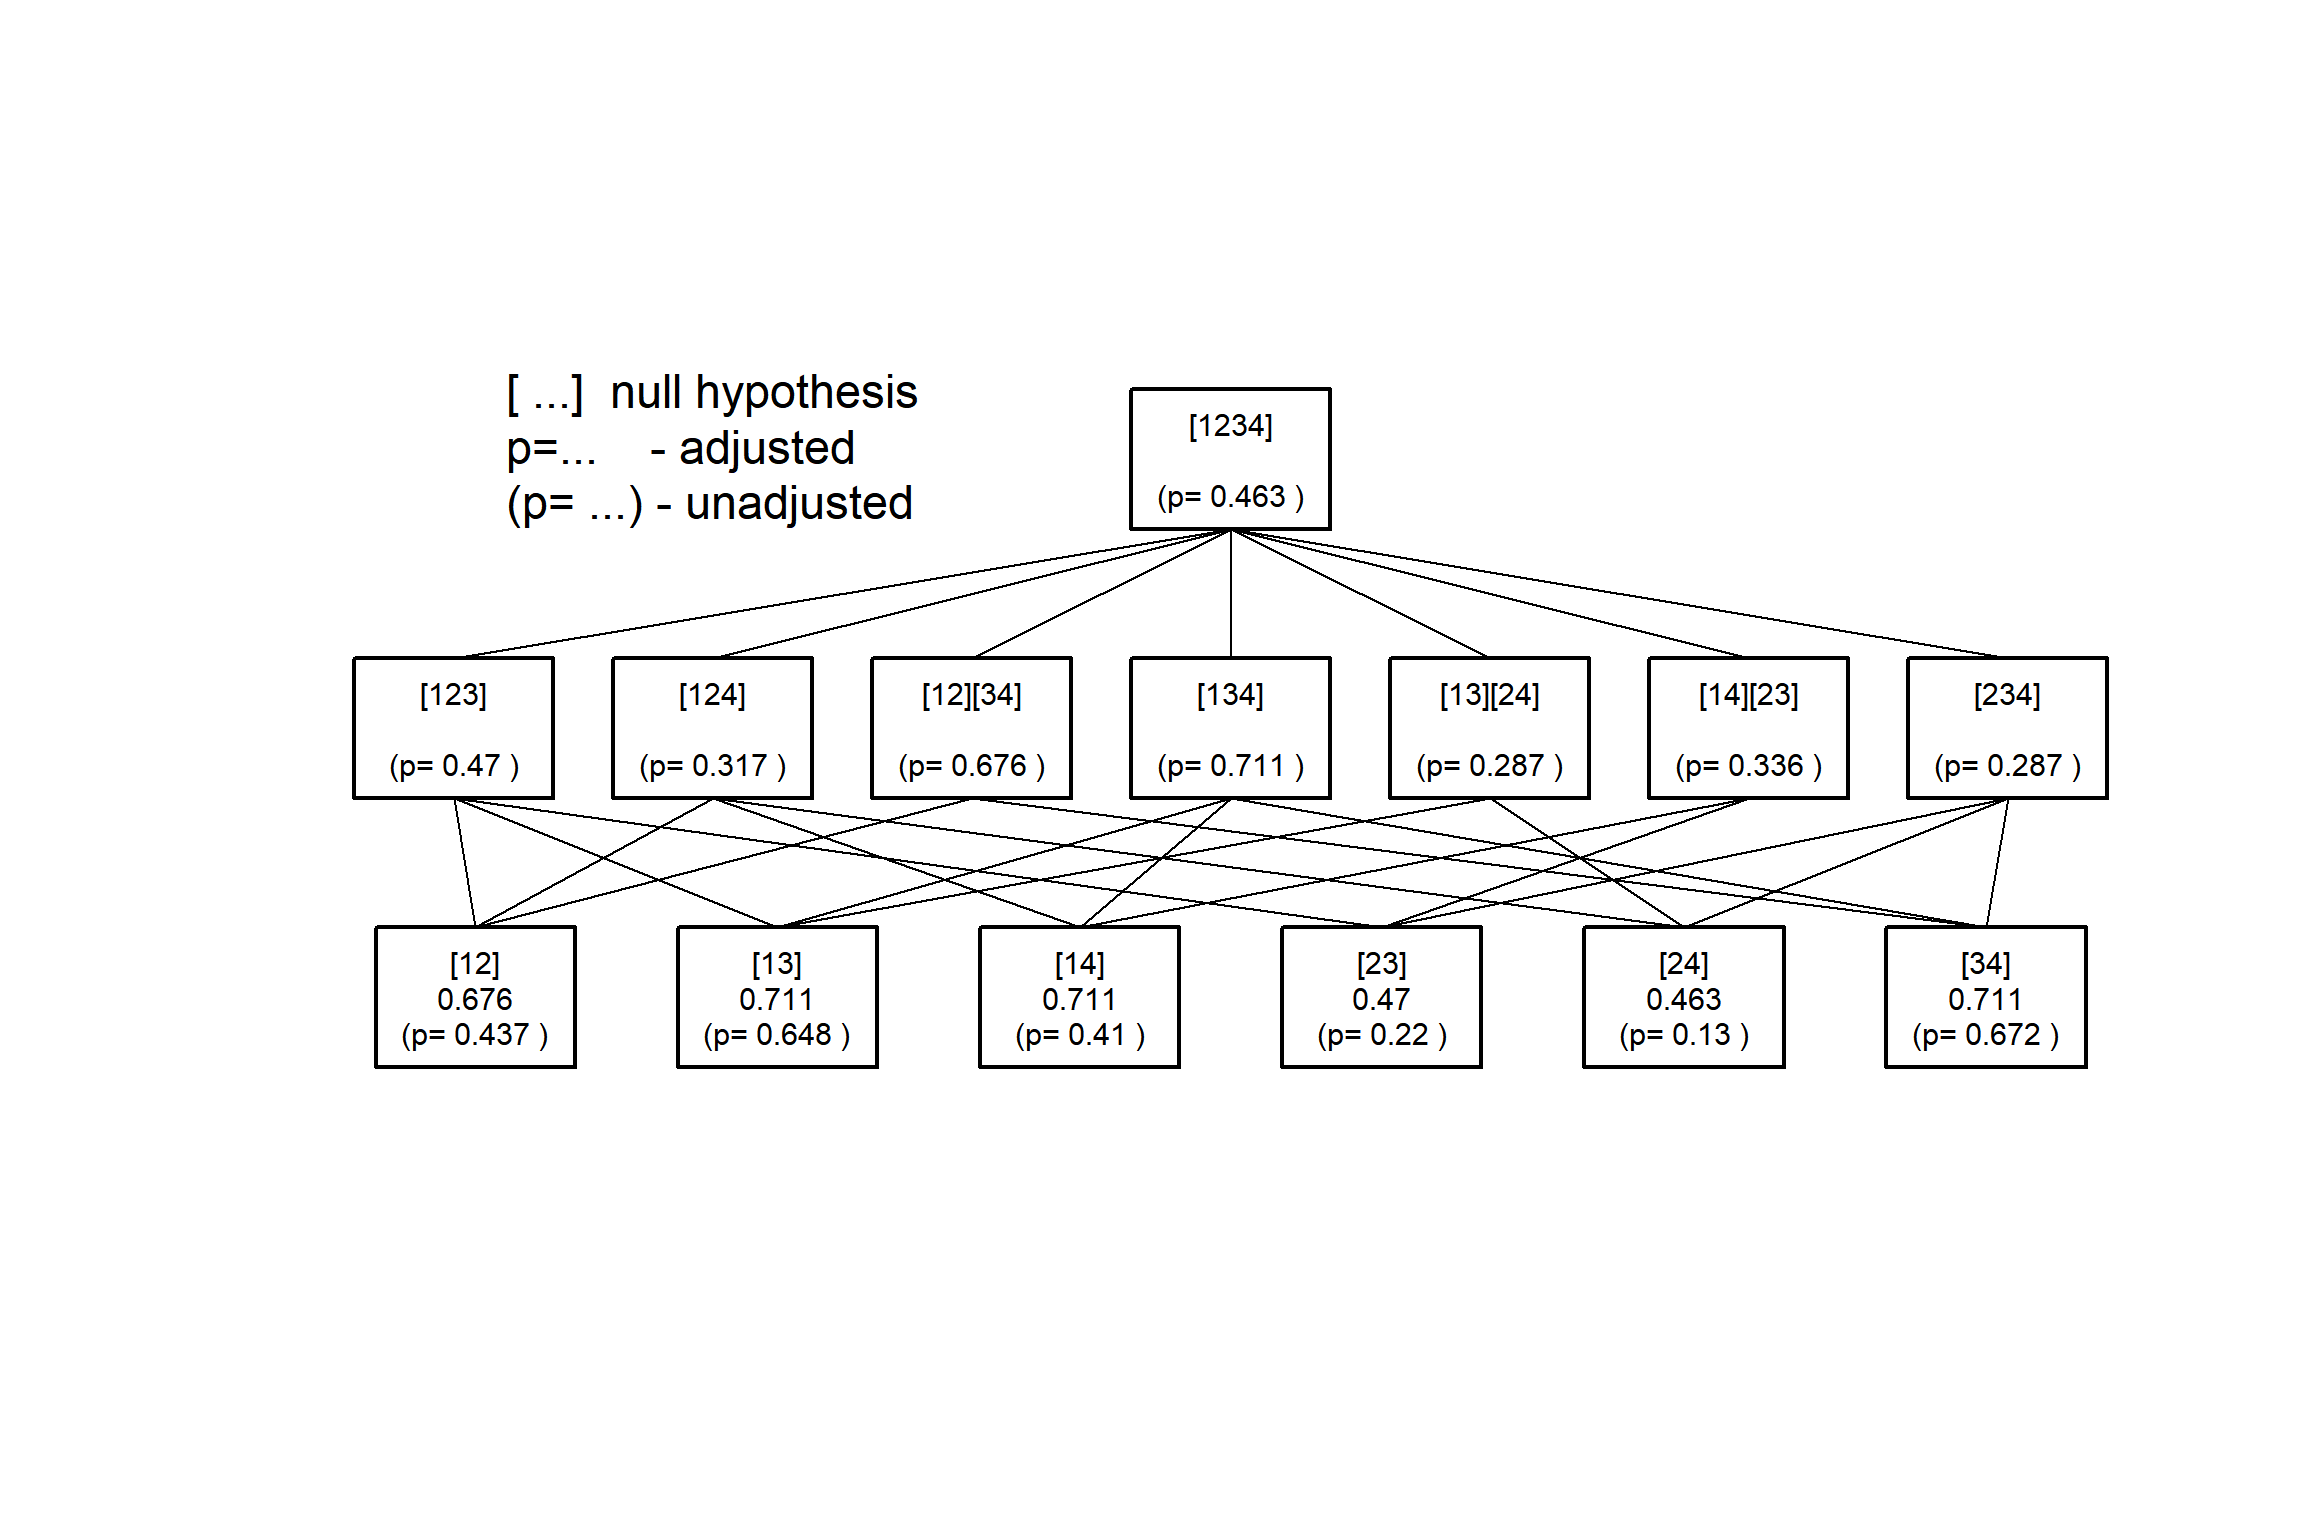 [ ...]  null hypothesis
p=...    - adjusted
(p= ...) - unadjusted
[1234]
(p= 0.463 )
[123]
(p= 0.47 )
[124]
(p= 0.317 )
[12][34]
(p= 0.676 )
[134]
(p= 0.711 )
[13][24]
(p= 0.287 )
[14][23]
(p= 0.336 )
[234]
(p= 0.287 )
[12]
0.676
(p= 0.437 )
[13]
0.711
(p= 0.648 )
[14]
0.711
(p= 0.41 )
[23]
0.47
(p= 0.22 )
[24]
0.463
(p= 0.13 )
[34]
0.711
(p= 0.672 )